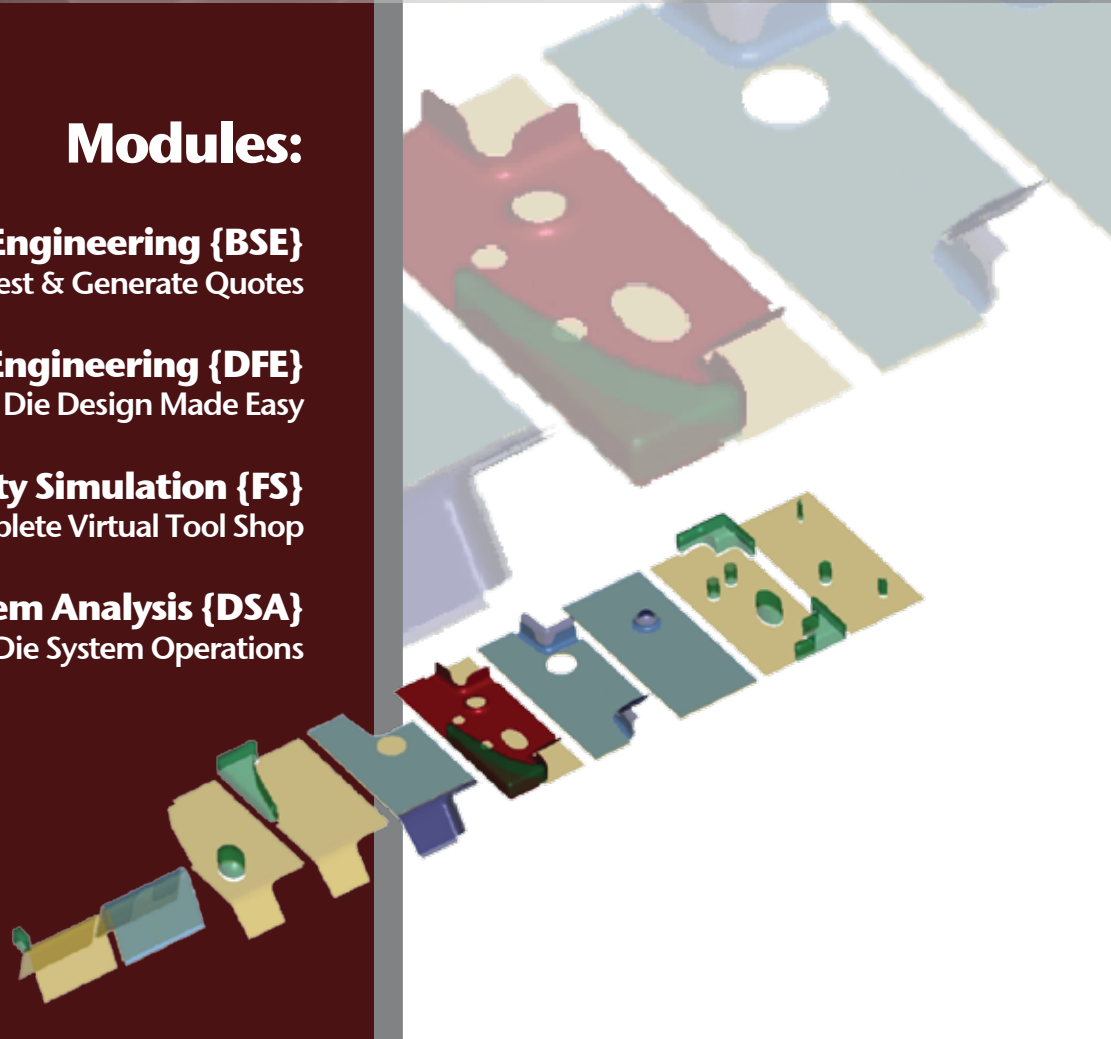 Modules:
Engineering {BSE}
est & Generate Quotes
Engineering {DFE}
Die Design Made Easy
ty Simulation {FS}
plete Virtual Tool Shop
em Analysis {DSA}
Die System Operations